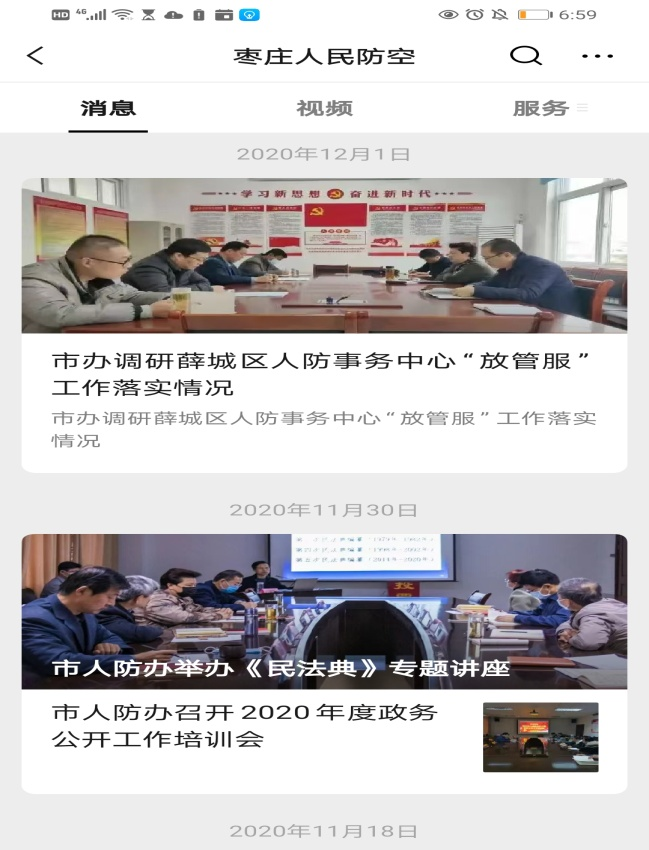 HD 4G 6:59
枣庄人民防空
消息 视频 服务
2020年12月1日
学习新思想 奋进新时代
市办调研薛城区人防事务中心“放管服”
工作落实情况
市办调研薛城区人防事务中心“放管服”工作落实
情况
2020年11月30日
市人防办举办《民法典》专题讲座
市人防办召开2020年度政务
公开工作培训会
2020年11月18日